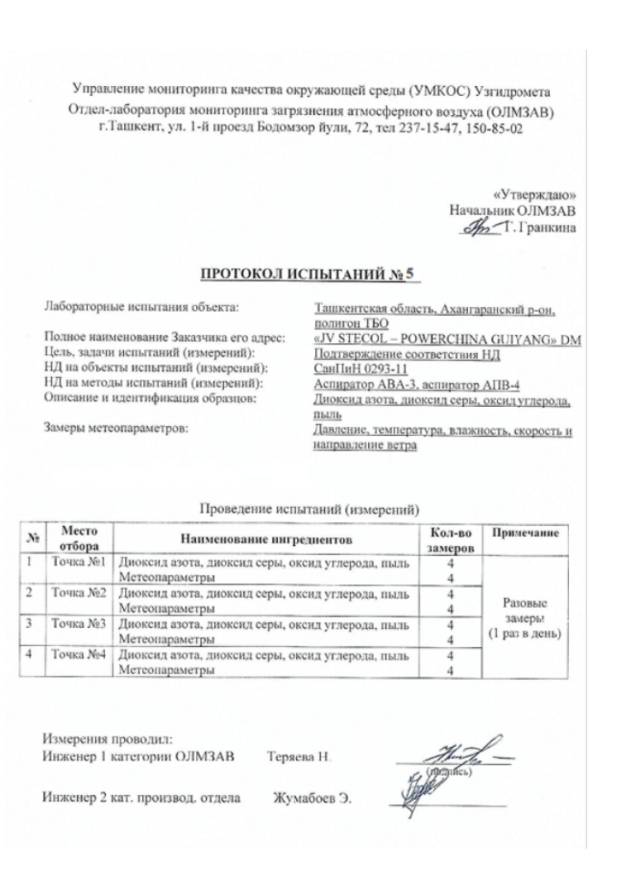 Управление мониторинга качества окружающей среды (УМКОС) Узгидромета
Отдел-лаборатория мониторинга загрязнения атмосферного воздуха (ОЛМЗАВ)
г.Ташкент, ул. 1-й проезд Бодомзор йули, 72, тел 237-15-47, 150-85-02
«Утверждаю»
Начальник ОЛМЗАВ
Т. Гранкина
ПРОТОКОЛ ИСПЫТАНИЙ № 5
Лабораторные испытания объекта: Ташкентская область, Ахангаранский р-он,
полигон ТБО
Полное наименование Заказчика его адрес: «JV STECOL – POWERCHINA GUIYANG» DM
Цель, задачи испытаний (измерений): Подтверждение соответствия НД
НД на объекты испытаний (измерений): СанПиН 0293-11
НД на методы испытаний (измерений): Аспиратор АВА-3, аспиратор АПВ-4
Описание и идентификация образцов: Диоксид азота, диоксид серы, оксид углерода,
пыль
Замеры метеопараметров: Давление, температура, влажность, скорость и
направление ветра
Проведение испытаний (измерений)
№ Место отбора Наименование ингредиентов Кол-во замеров Примечание
1 Точка №1 Диоксид азота, диоксид серы, оксид углерода, пыль 4
Метеопараметры 4
2 Точка №2 Диоксид азота, диоксид серы, оксид углерода, пыль 4
Метеопараметры 4
3 Точка №3 Диоксид азота, диоксид серы, оксид углерода, пыль 4
Метеопараметры 4
4 Точка №4 Диоксид азота, диоксид серы, оксид углерода, пыль 4
Метеопараметры 4
Разовые
замеры
(1 раз в день)
Измерения проводил:
Инженер 1 категории ОЛМЗАВ Теряева Н.
(подпись)
Инженер 2 кат. производ. отдела Жумабоев Э.